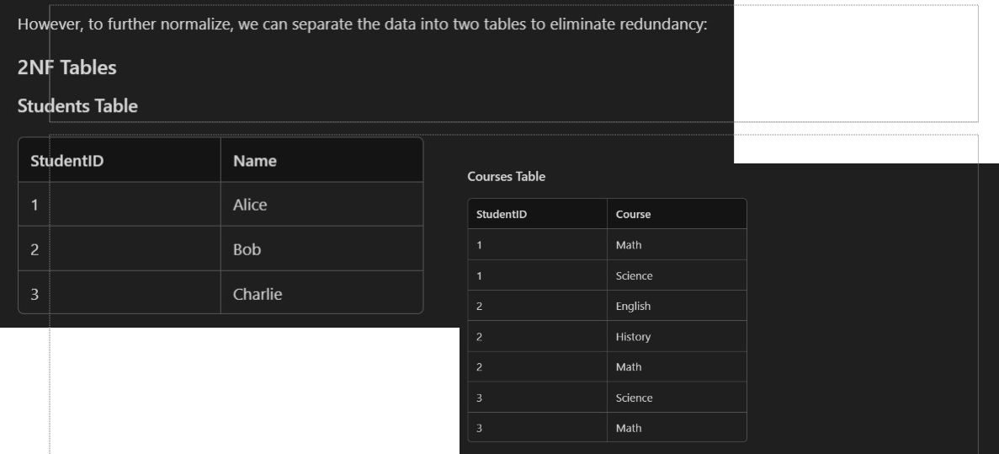 However, to further normalize, we can separate the data into two tables to eliminate redundancy:
2NF Tables
Students Table
StudentID Name
1 Alice
2 Bob
3 Charlie
Courses Table
StudentID Course
1 Math
1 Science
2 English
2 History
2 Math
3 Science
3 Math